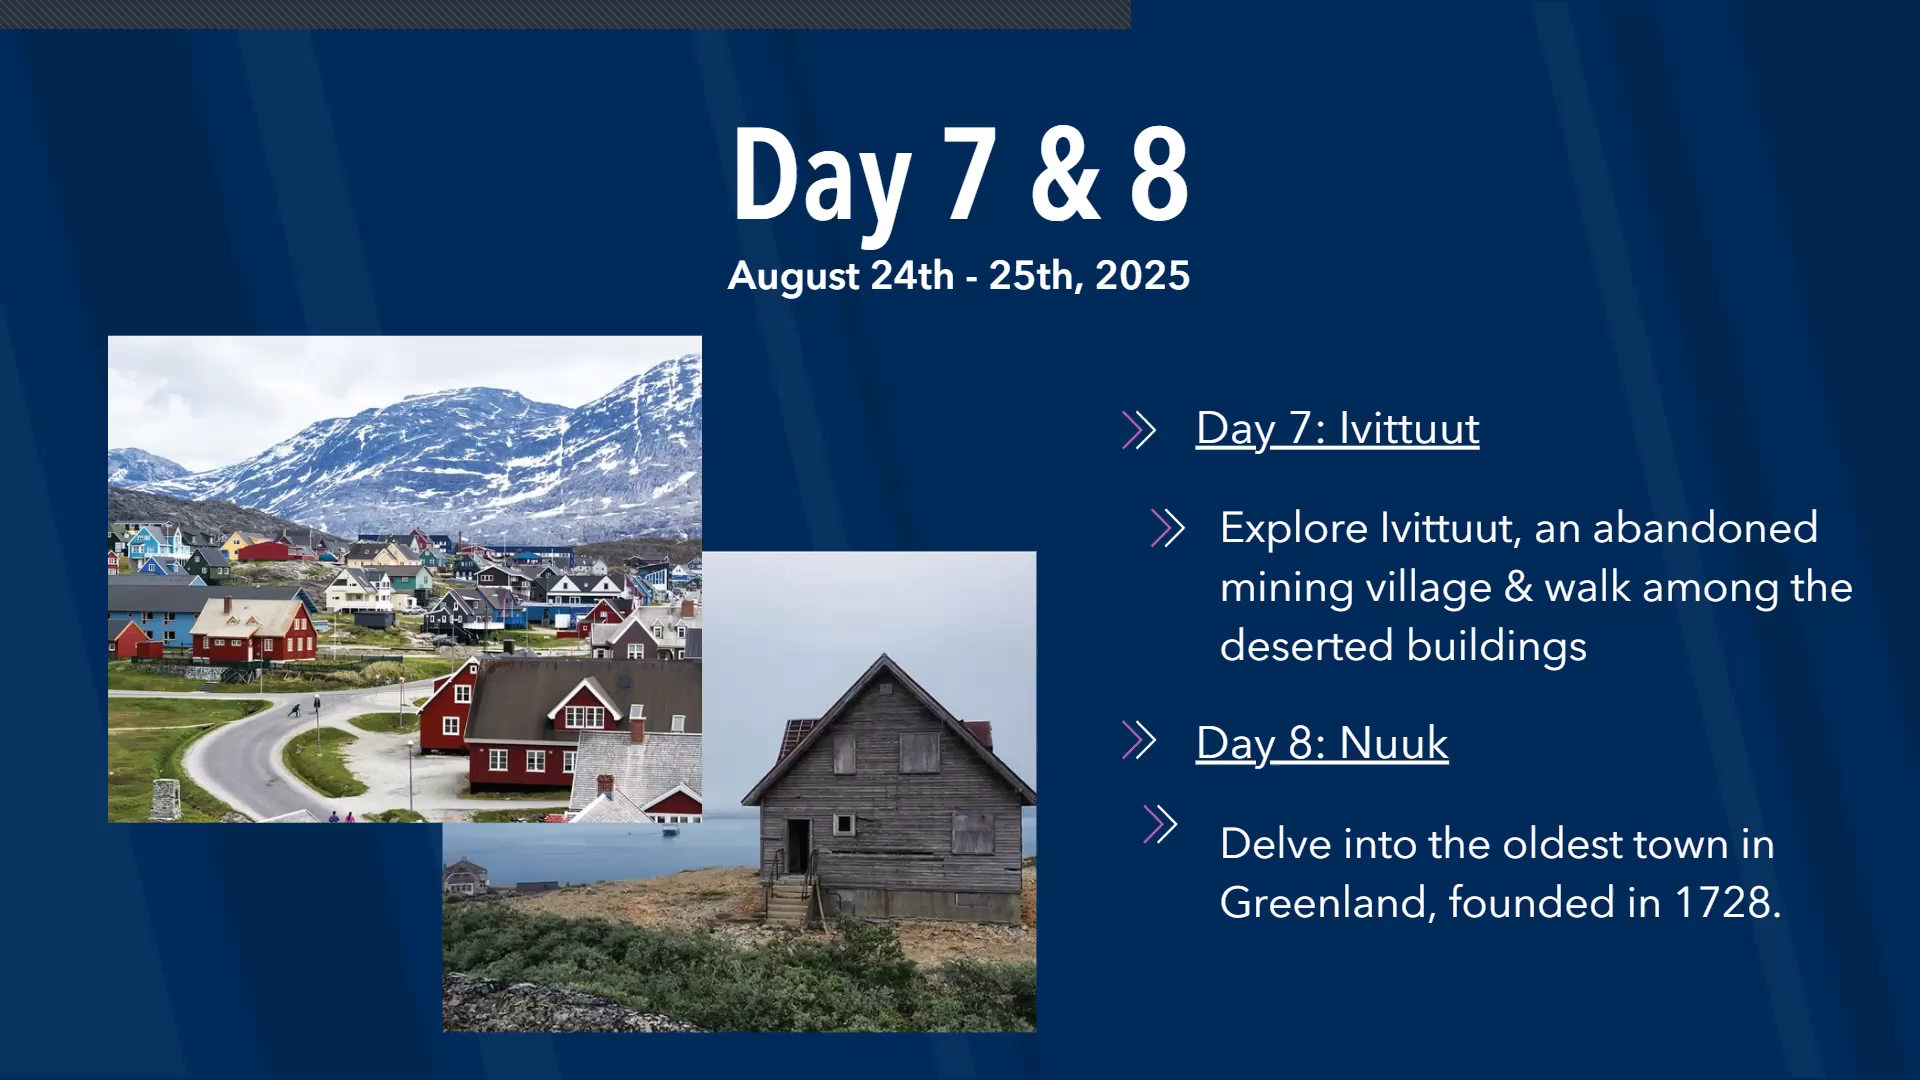 Day 7 & 8
August 24th - 25th, 2025
Day 7: Ivittuut
Explore Ivittuut, an abandoned
mining village & walk among the
deserted buildings
Day 8: Nuuk
Delve into the oldest town in
Greenland, founded in 1728.